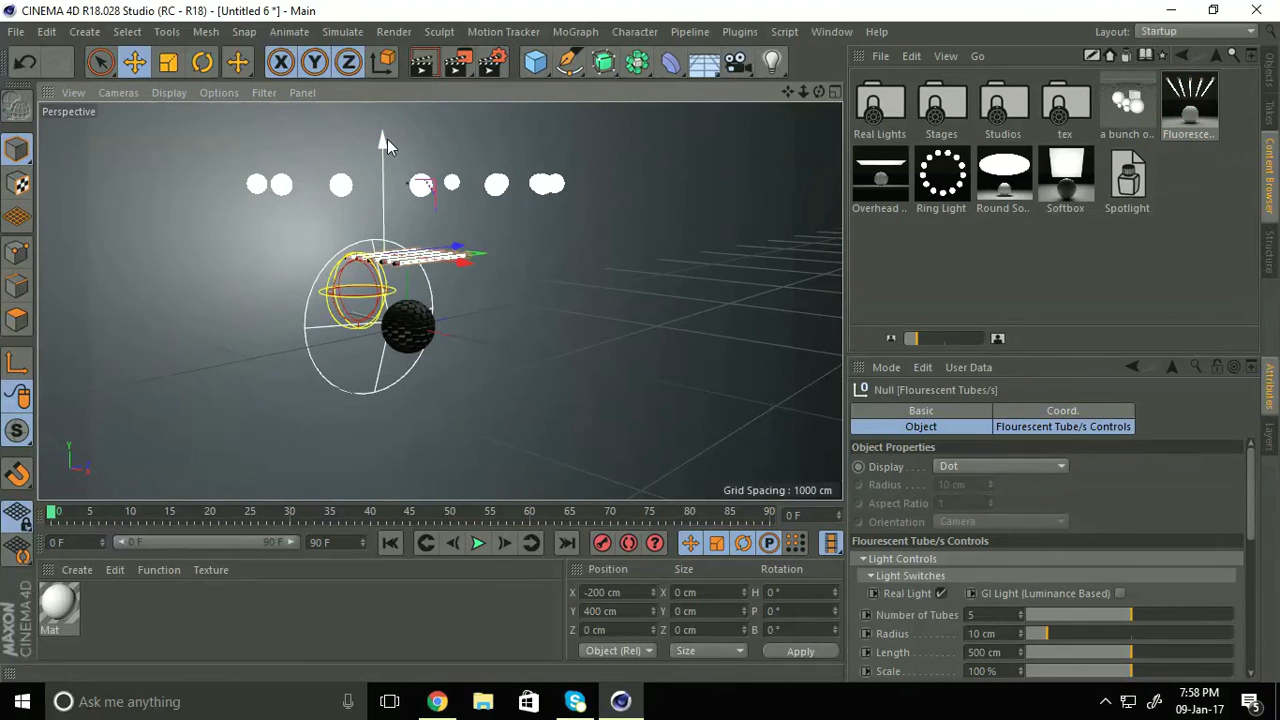 CINEMA 4D R18.028 Studio (RC - R18) - [Untitled 6 *] - Main
File Edit Create Select Tools Mesh Snap Animate Simulate Render Sculpt Motion Tracker MoGraph Character Pipeline Plugins Script Window Help Layout: Startup
X Y Z
File Edit View Go
View Cameras Display Options Filter Panel
Perspective
Real Lights Stages Studios tex a bunch o... Fluoresce...
Overhead ... Ring Light Round So... Softbox Spotlight
Y
X
Grid Spacing : 1000 cm
Objects
Takes
Content Browser
Structure
Attributes
Layers
Mode Edit User Data
Null [Flourescent Tubes/s]
Basic Coord.
Object Flourescent Tube/s Controls
Object Properties
Display . . . . Dot
Radius . . . . 10 cm
Aspect Ratio 1
Orientation Camera
Flourescent Tube/s Controls
Light Controls
Light Switches
Real Light GI Light (Luminance Based)
Number of Tubes 5
Radius . . . . . . . . 10 cm
Length . . . . . . . . 500 cm
Scale . . . . . . . . . 100 %
0 5 10 15 20 25 30 35 40 45 50 55 60 65 70 75 80 85 90 0 F
0 F 0 F 90 F 90 F
P
Create Edit Function Texture
Mat
Position Size Rotation
X -200 cm X 0 cm H 0 °
Y 400 cm Y 0 cm P 0 °
Z 0 cm Z 0 cm B 0 °
Object (Rel) Size Apply
MAXON
CINEMA 4D
Ask me anything
7:58 PM
09-Jan-17
5